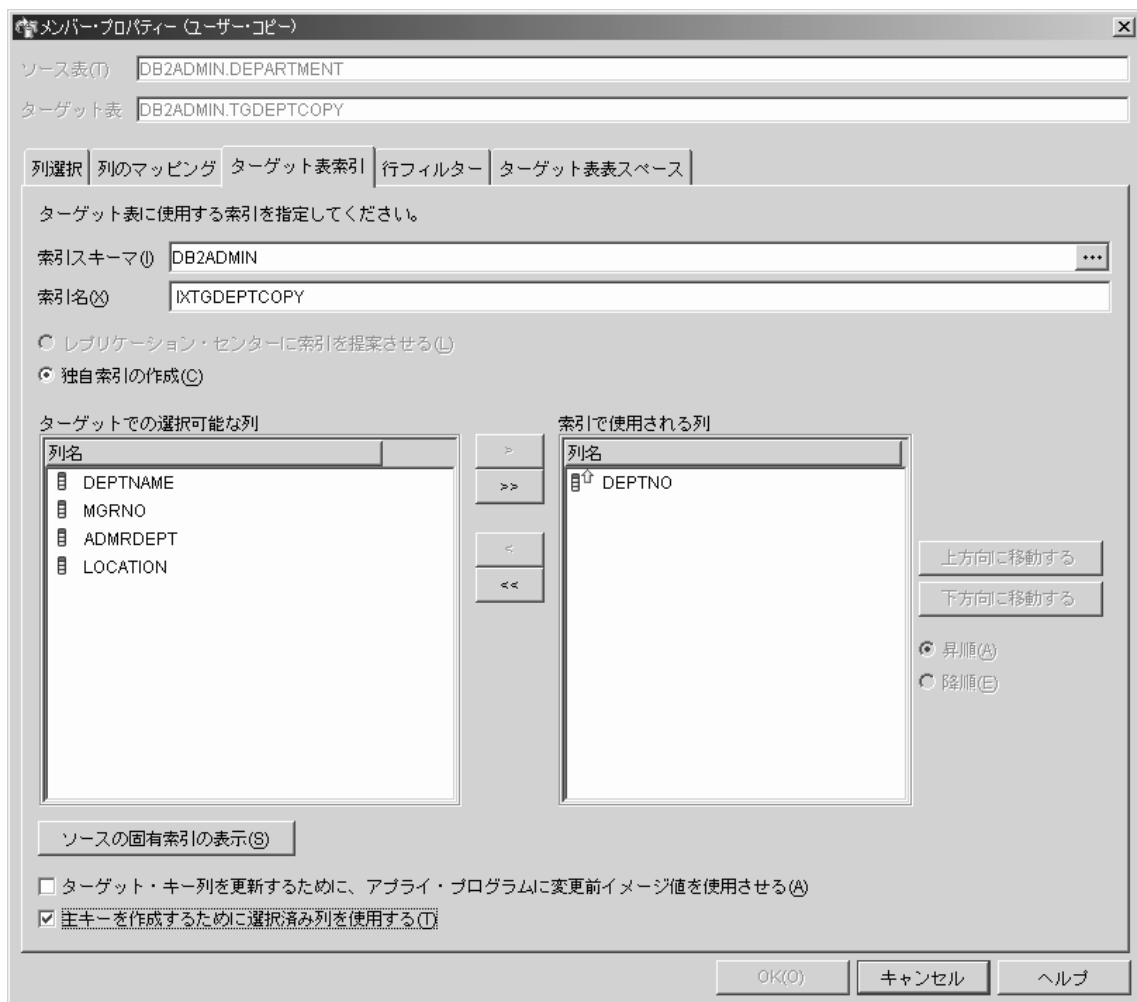 メンバー・プロパティー (ユーザー・コピー)
ソース表(T) DB2ADMIN.DEPARTMENT
ターゲット表 DB2ADMIN.TGDEPTCOPY
列選択 列のマッピング ターゲット表索引 行フィルター ターゲット表表スペース
ターゲット表に使用する索引を指定してください。
索引スキーマ(I) DB2ADMIN ...
索引名(X) IXTGDEPTCOPY
レプリケーション・センターに索引を提案させる(L)
独自索引の作成(C)
ターゲットでの選択可能な列 索引で使用される列
列名 > 列名
DEPTNAME >> DEPTNO
MGRNO
ADMRDEPT <
LOCATION << 上方向に移動する
下方向に移動する
昇順(A)
降順(E)
ソースの固有索引の表示(S)
ターゲット・キー列を更新するために、アプライ・プログラムに変更前イメージ値を使用させる(A)
主キーを作成するために選択済み列を使用する(T)
OK(O) キャンセル ヘルプ